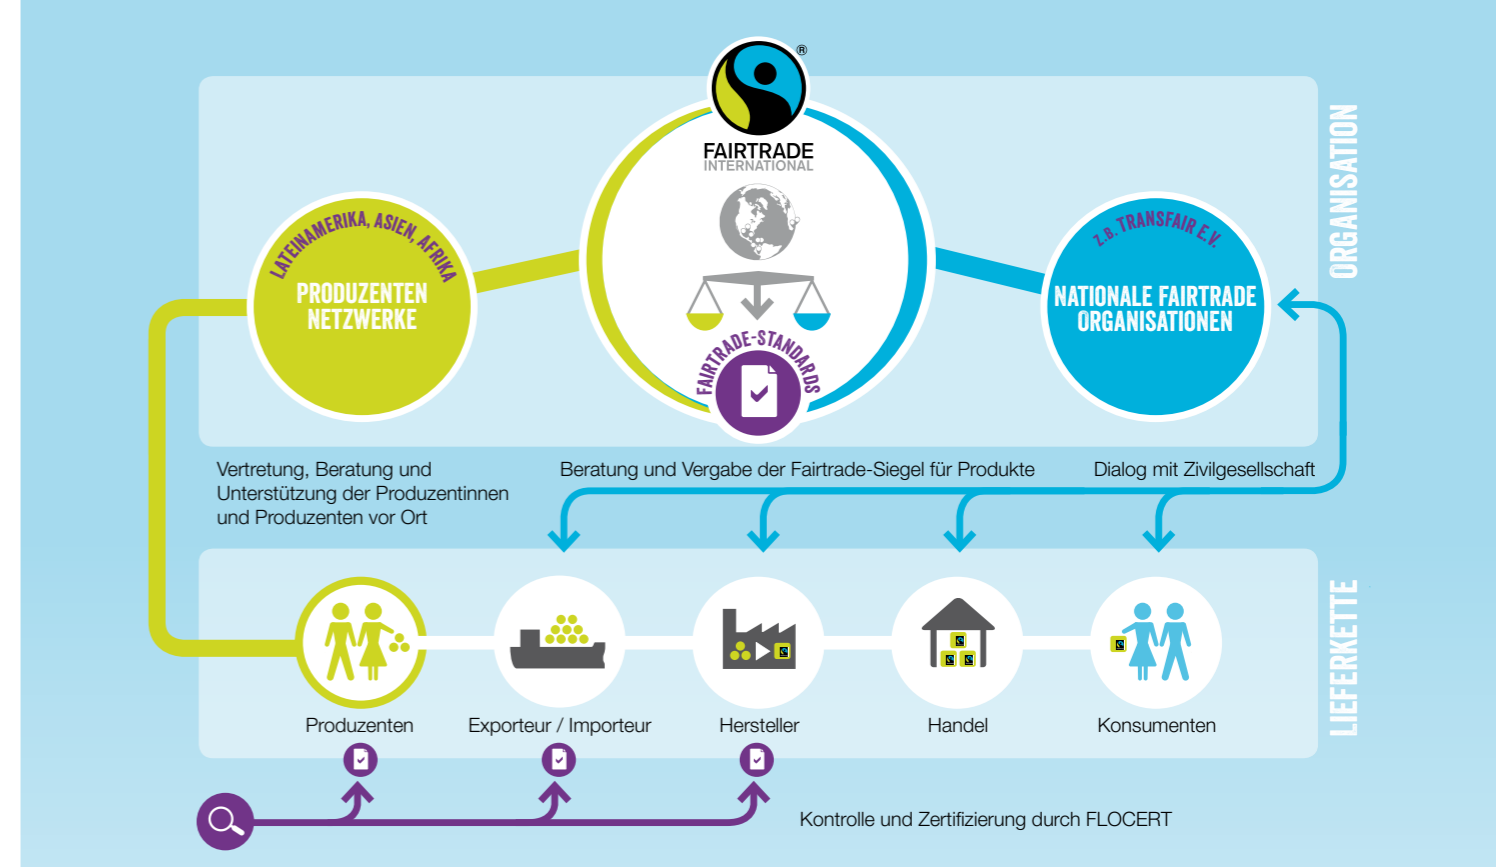 ®
FAIRTRADE
INTERNATIONAL
LATEINAMERIKA, ASIEN, AFRIKA
PRODUZENTEN
NETZWERKE
FAIRTRADE-STANDARDS
Z.B. TRANSFAIR E.V.
NATIONALE FAIRTRADE
ORGANISATIONEN
ORGANISATION
Vertretung, Beratung und
Unterstützung der Produzentinnen
und Produzenten vor Ort
Beratung und Vergabe der Fairtrade-Siegel für Produkte
Dialog mit Zivilgesellschaft
LIEFERKETTE
Produzenten
Exporteur / Importeur
Hersteller
Handel
Konsumenten
Kontrolle und Zertifizierung durch FLOCERT